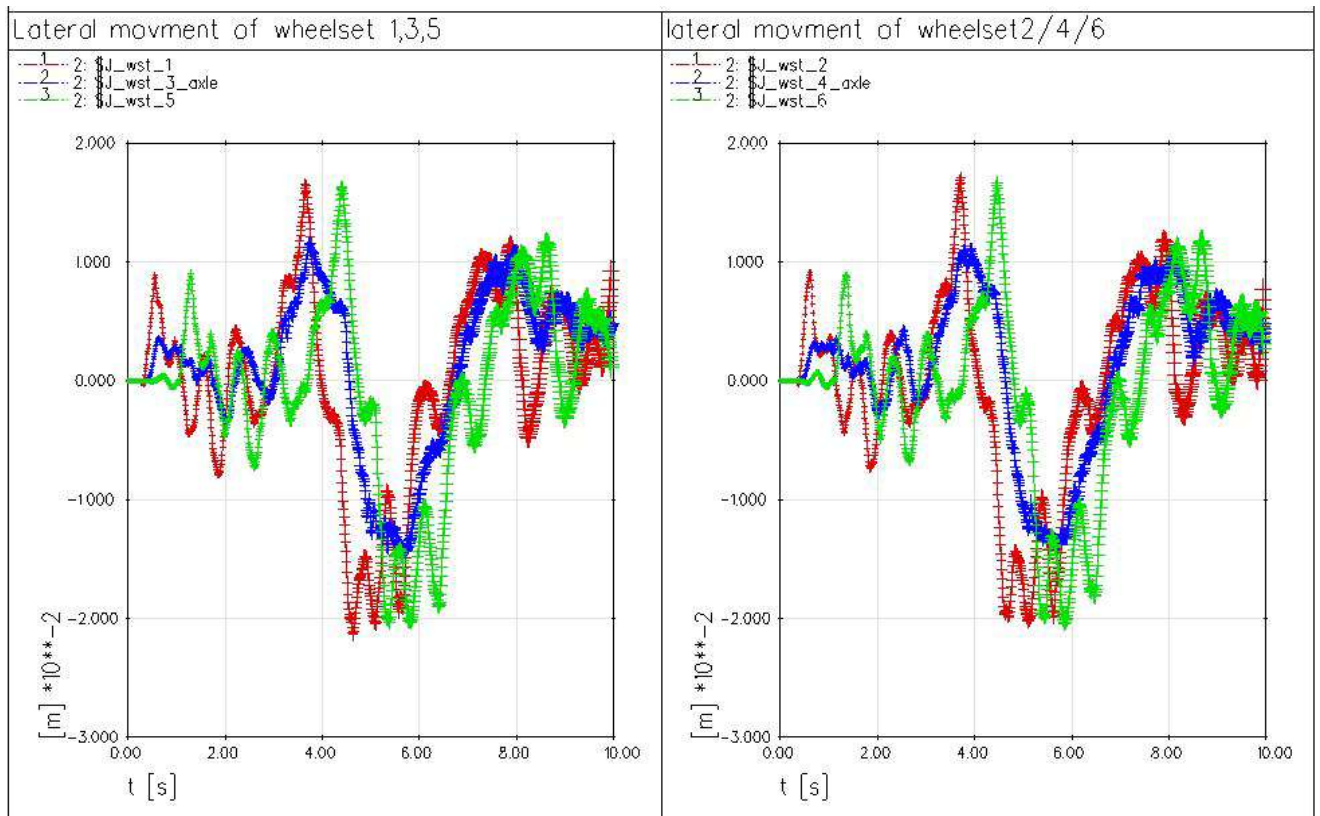 Lateral movment of wheelset 1,3,5
1 2: $J_wst_1
2 2: $J_wst_3_axle
3 2: $J_wst_5
2.000
1.000
0.000
-1.000
-2.000
-3.000
[m] *10**-2
0.00 2.00 4.00 6.00 8.00 10.00
t [s]
lateral movment of wheelset2/4/6
1 2: $J_wst_2
2 2: $J_wst_4_axle
3 2: $J_wst_6
2.000
1.000
0.000
-1.000
-2.000
-3.000
[m] *10**-2
0.00 2.00 4.00 6.00 8.00 10.00
t [s]